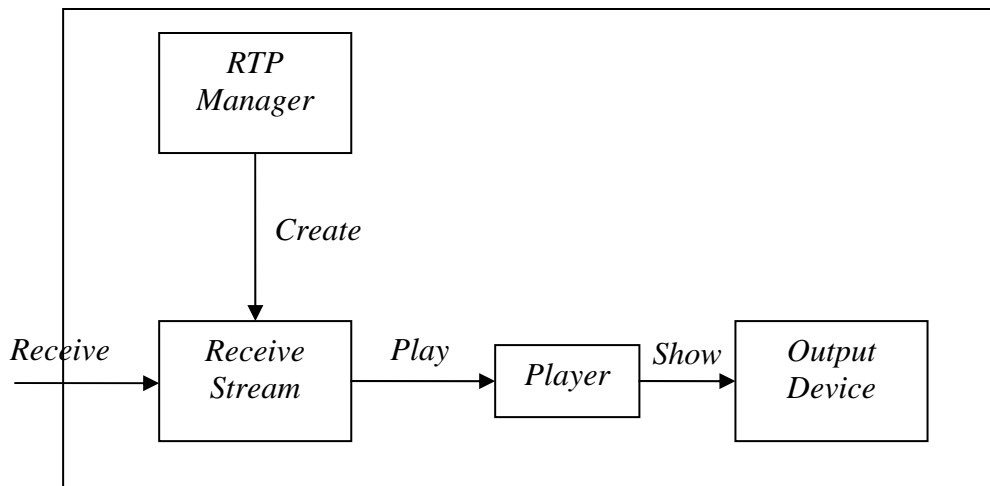 RTP
Manager
Create
Receive
Receive
Stream
Play
Player
Show
Output
Device